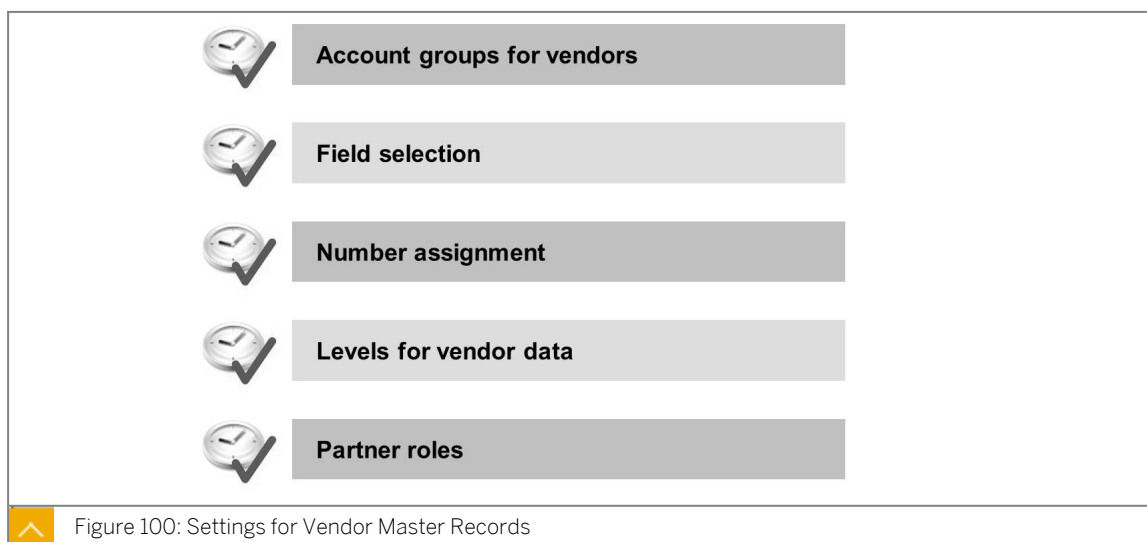 Account groups for vendors
Field selection
Number assignment
Levels for vendor data
Partner roles
Figure 100: Settings for Vendor Master Records